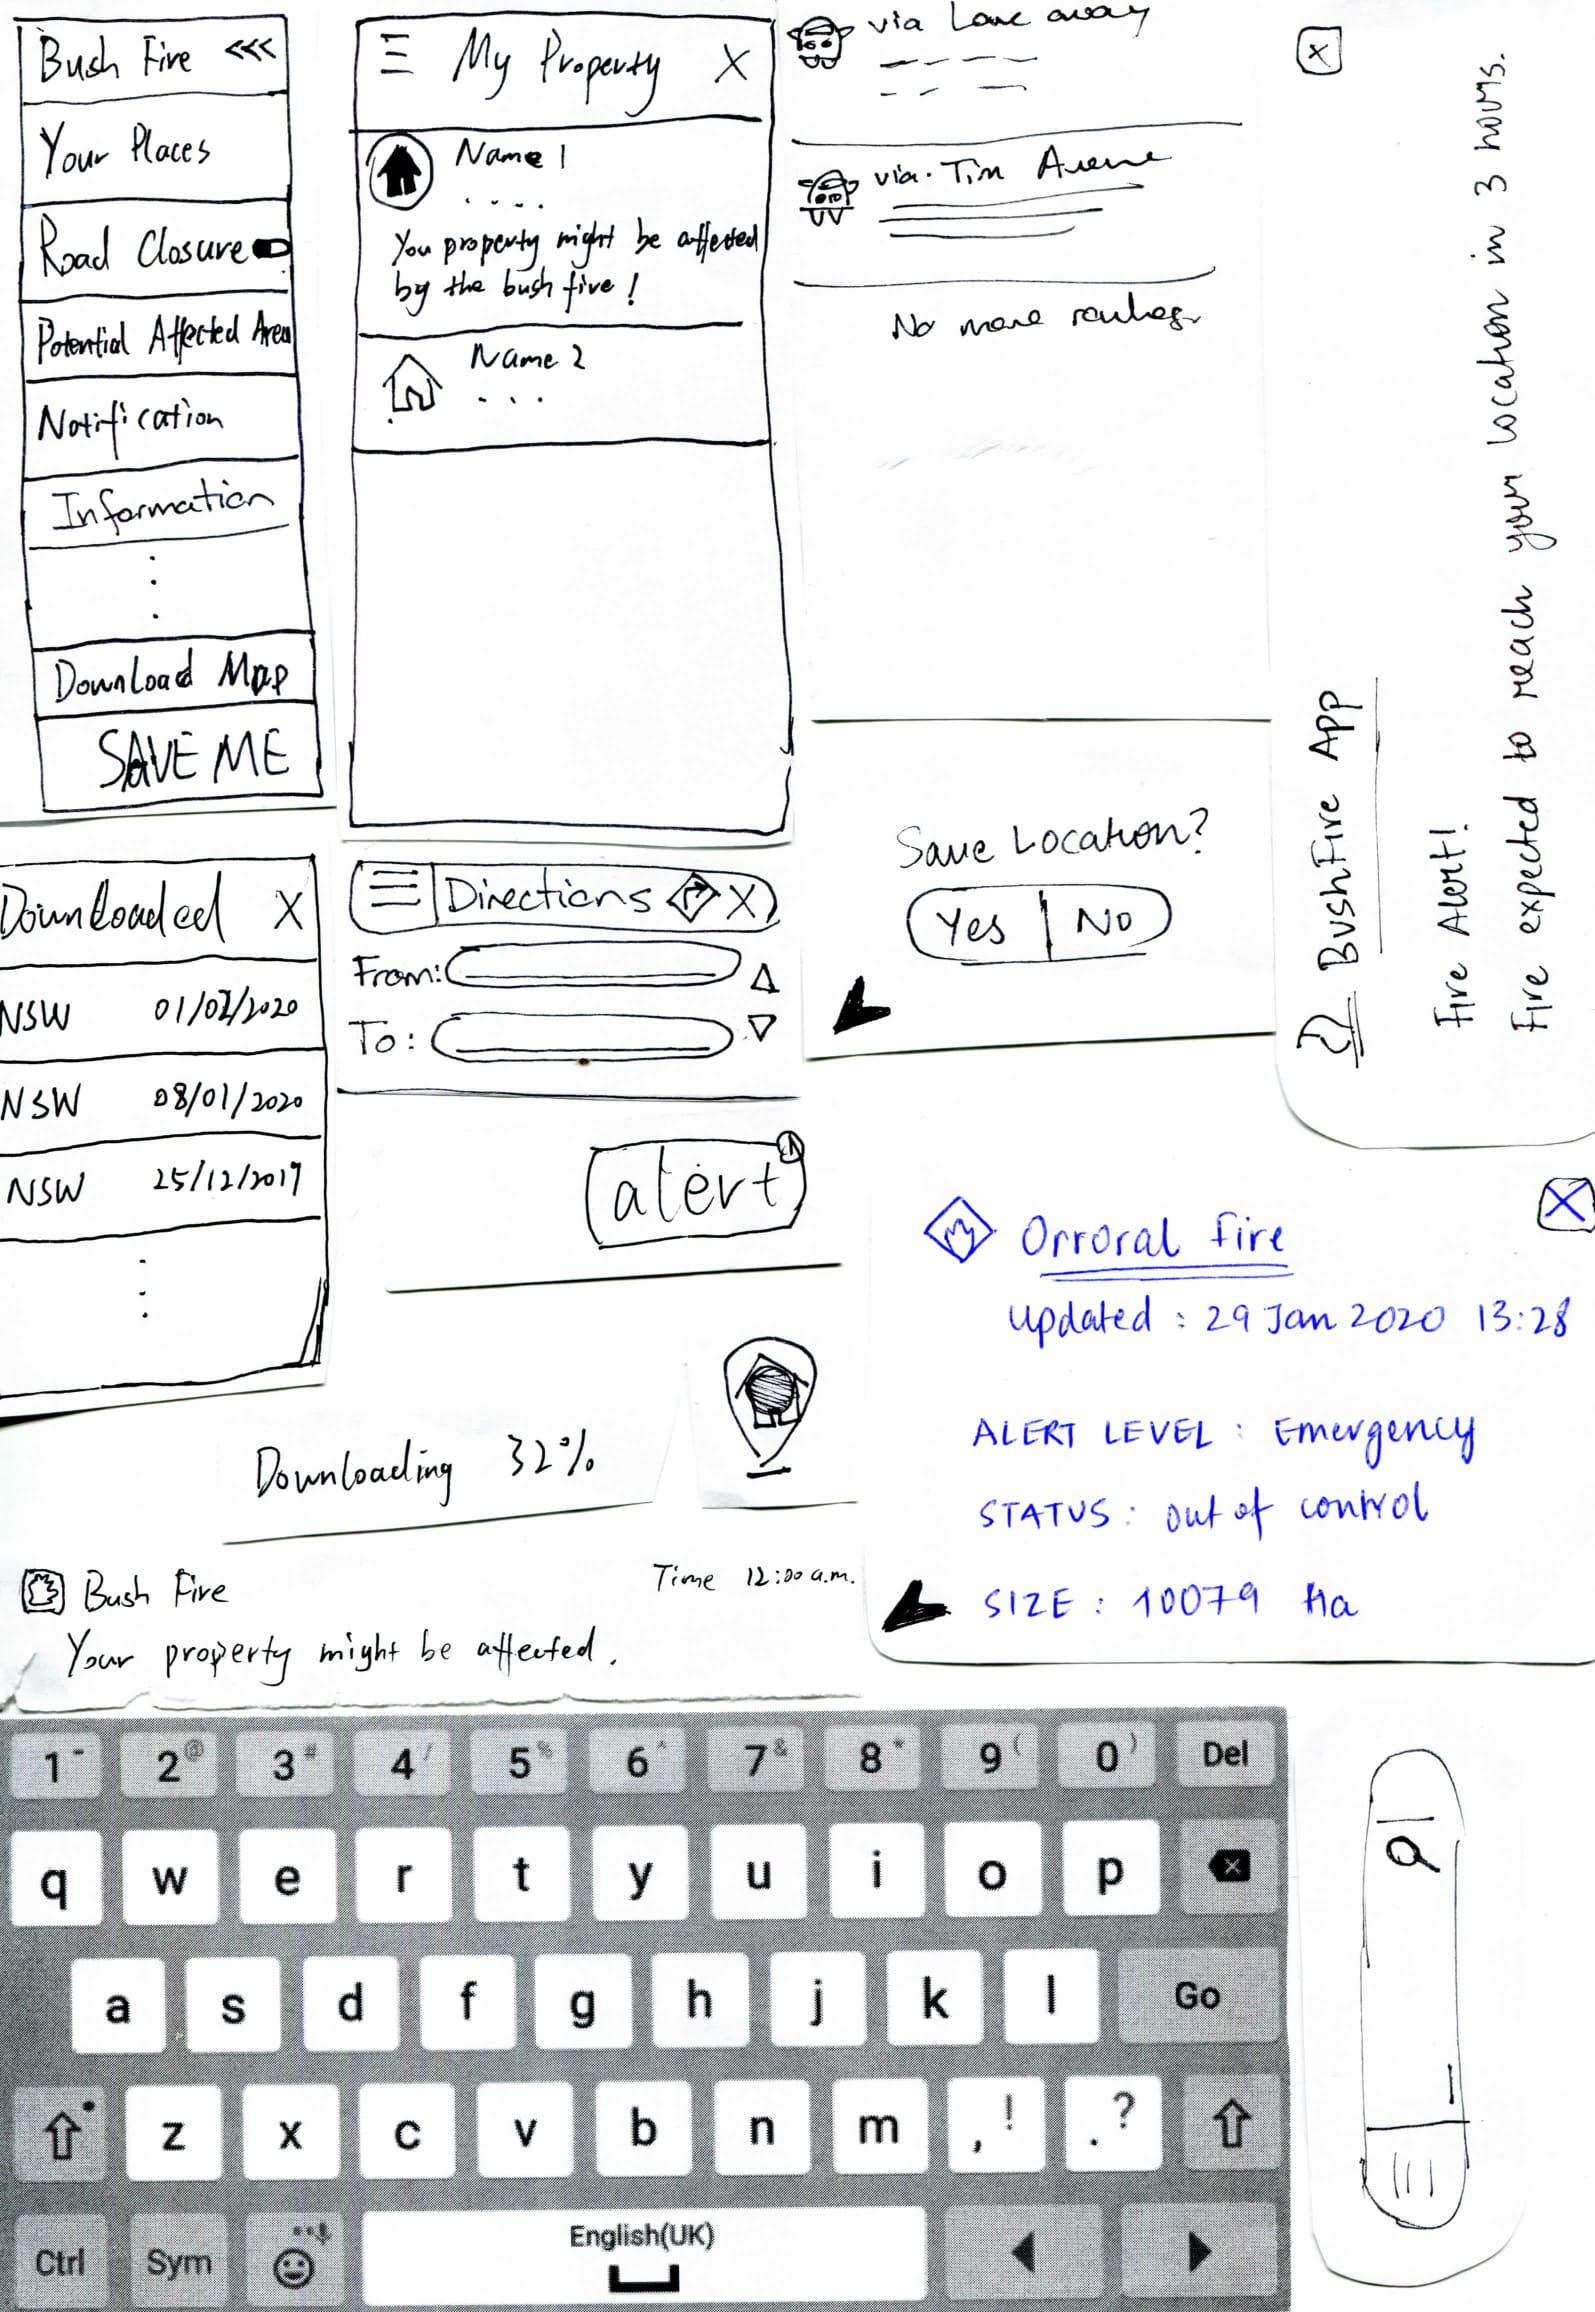 Bush Fire <<<
Your Places
Road Closure
Potential Affected Area
Notification
Information
Download Map
SAVE ME
My Property X
Name 1
You property might be affected
by the bush fire!
Name 2
via Lane away
via. Tim Avenue
No more
X
BushFire App
Fire Alert!
Fire expected to reach your location in 3 hours.
Save Location?
Yes | No
Downloaded X
NSW 01/02/2020
NSW 08/01/2020
NSW 25/12/2019
Directions X
From:
To:
alert
Orroral Fire X
updated : 29 Jan 2020 13:28
ALERT LEVEL : Emergency
STATUS : out of control
SIZE : 10079 Ha
Downloading 32%
Bush Fire Time 12:00 a.m.
Your property might be affected.
1 - 2 @ 3 # 4 / 5 % 6 ^ 7 & 8 * 9 ( 0 ) Del
q w e r t y u i o p
a s d f g h j k l Go
z x c v b n m , ! . ?
Ctrl Sym English(UK)